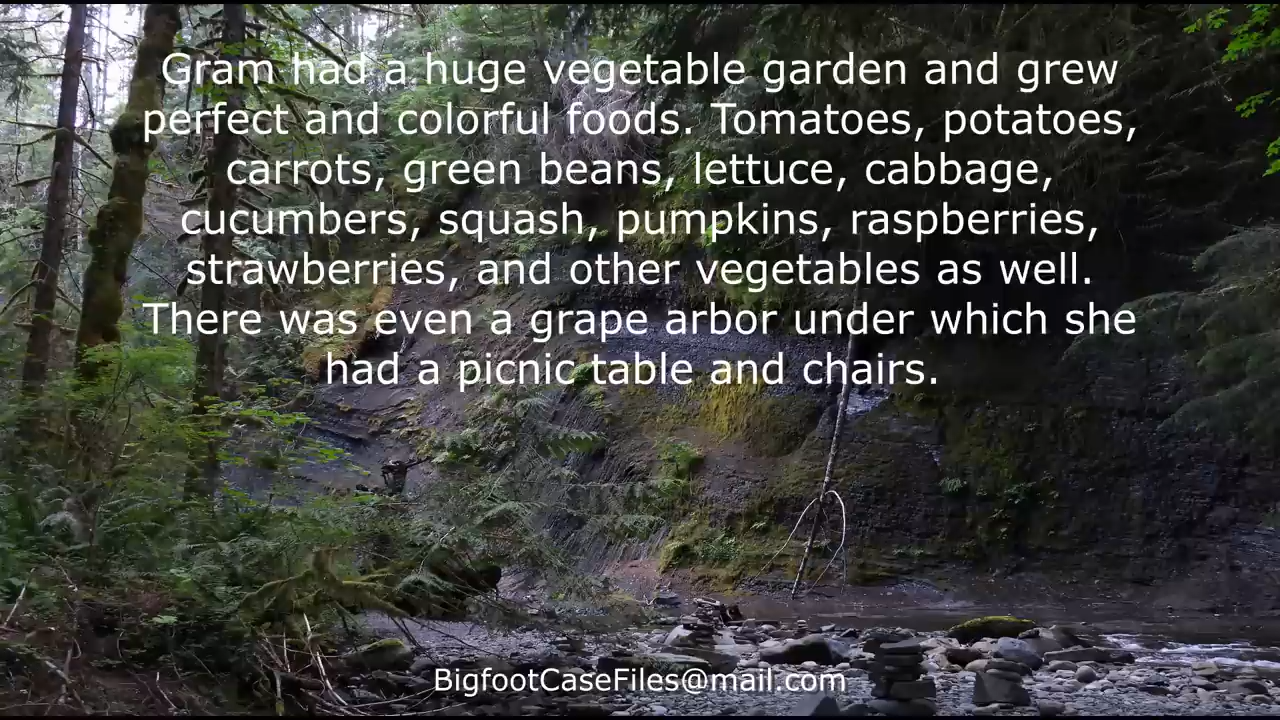 Gram had a huge vegetable garden and grew
perfect and colorful foods. Tomatoes, potatoes,
carrots, green beans, lettuce, cabbage,
cucumbers, squash, pumpkins, raspberries,
strawberries, and other vegetables as well.
There was even a grape arbor under which she
had a picnic table and chairs.
BigfootCaseFiles@mail.com